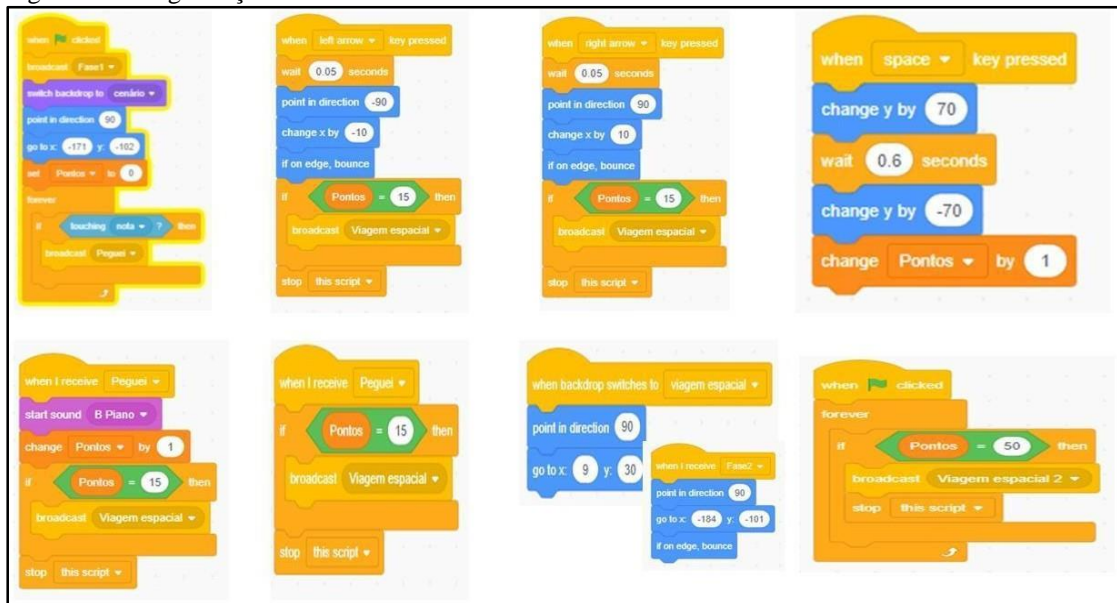 when clicked
broadcast Fase1
switch backdrop to cenário
point in direction 90
go to x: -171 y: -102
set Pontos to 0
forever
if touching nota ? then
broadcast Peguei
when left arrow key pressed
wait 0.05 seconds
point in direction -90
change x by -10
if on edge, bounce
if Pontos = 15 then
broadcast Viagem espacial
stop this script
when right arrow key pressed
wait 0.05 seconds
point in direction 90
change x by 10
if on edge, bounce
if Pontos = 15 then
broadcast Viagem espacial
stop this script
when space key pressed
change y by 70
wait 0.6 seconds
change y by -70
change Pontos by 1
when I receive Peguei
start sound B Piano
change Pontos by 1
if Pontos = 15 then
broadcast Viagem espacial
stop this script
when I receive Peguei
if Pontos = 15 then
broadcast Viagem espacial
stop this script
when backdrop switches to viagem espacial
point in direction 90
go to x: 9 y: 30
when I receive Fase2
point in direction 90
go to x: -184 y: -101
if on edge, bounce
when clicked
forever
if Pontos = 50 then
broadcast Viagem espacial 2
stop this script